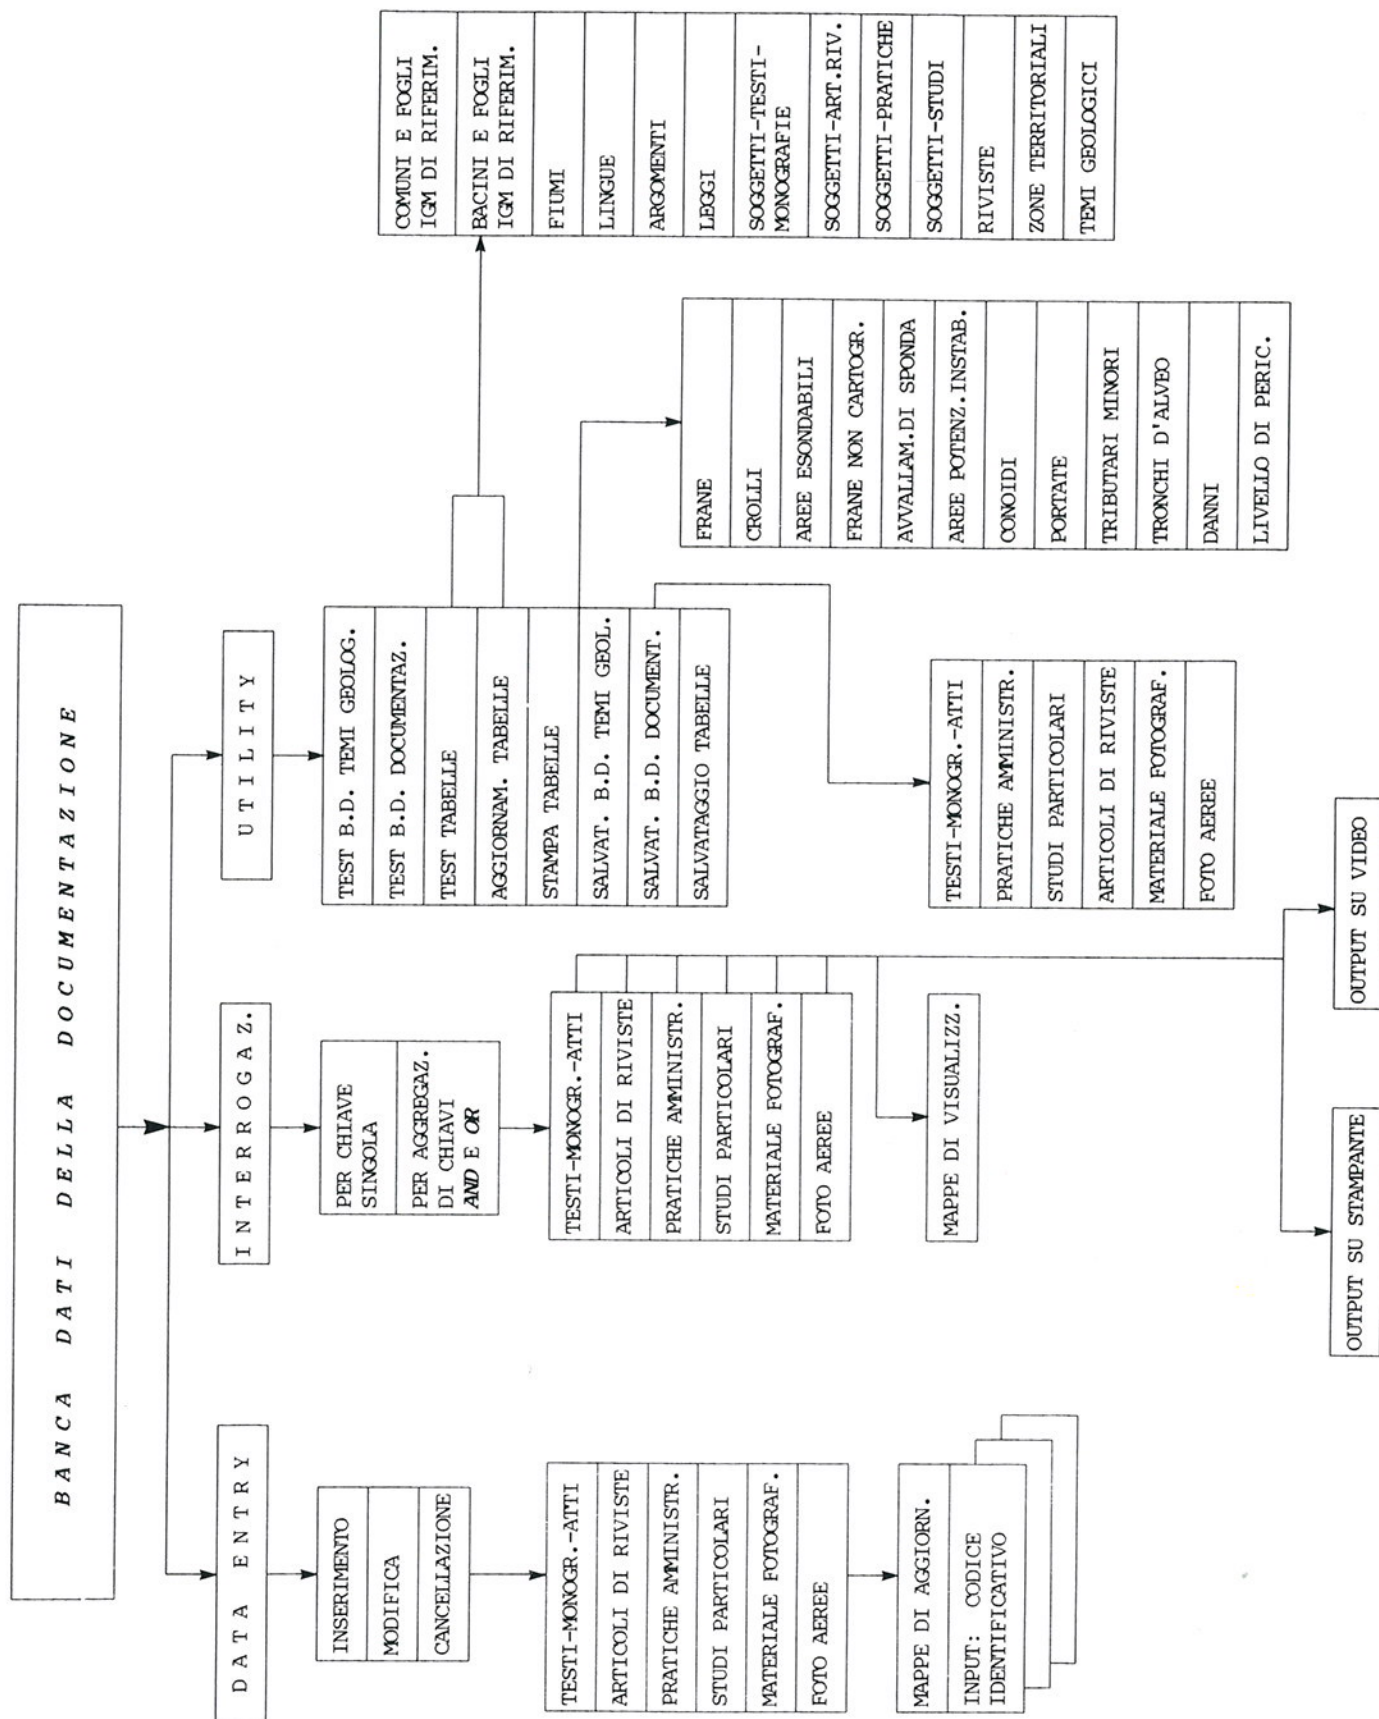 BANCA DATI DELLA DOCUMENTAZIONE
DATA ENTRY
INSERIMENTO
MODIFICA
CANCELLAZIONE
TESTI-MONOGR.-ATTI
ARTICOLI DI RIVISTE
PRATICHE AMMINISTR.
STUDI PARTICOLARI
MATERIALE FOTOGRAF.
FOTO AEREE
MAPPE DI AGGIORN.
INPUT: CODICE
IDENTIFICATIVO
INTERROGAZ.
PER CHIAVE
SINGOLA
PER AGGREGAZ.
DI CHIAVI
AND E OR
TESTI-MONOGR.-ATTI
ARTICOLI DI RIVISTE
PRATICHE AMMINISTR.
STUDI PARTICOLARI
MATERIALE FOTOGRAF.
FOTO AEREE
MAPPE DI VISUALIZZ.
OUTPUT SU STAMPANTE
OUTPUT SU VIDEO
UTILITY
TEST B.D. TEMI GEOLOG.
TEST B.D. DOCUMENTAZ.
TEST TABELLE
AGGIORNAM. TABELLE
STAMPA TABELLE
SALVAT. B.D. TEMI GEOL.
SALVAT. B.D. DOCUMENT.
SALVATAGGIO TABELLE
TESTI-MONOGR.-ATTI
PRATICHE AMMINISTR.
STUDI PARTICOLARI
ARTICOLI DI RIVISTE
MATERIALE FOTOGRAF.
FOTO AEREE
FRANE
CROLLI
AREE ESONDABILI
FRANE NON CARTOGR.
AVVALLAM.DI SPONDA
AREE POTENZ.INSTAB.
CONOIDI
PORTATE
TRIBUTARI MINORI
TRONCHI D'ALVEO
DANNI
LIVELLO DI PERIC.
COMUNI E FOGLI
IGM DI RIFERIM.
BACINI E FOGLI
IGM DI RIFERIM.
FIUMI
LINGUE
ARGOMENTI
LEGGI
SOGGETTI-TESTI-
MONOGRAFIE
SOGGETTI-ART.RIV.
SOGGETTI-PRATICHE
SOGGETTI-STUDI
RIVISTE
ZONE TERRITORIALI
TEMI GEOLOGICI